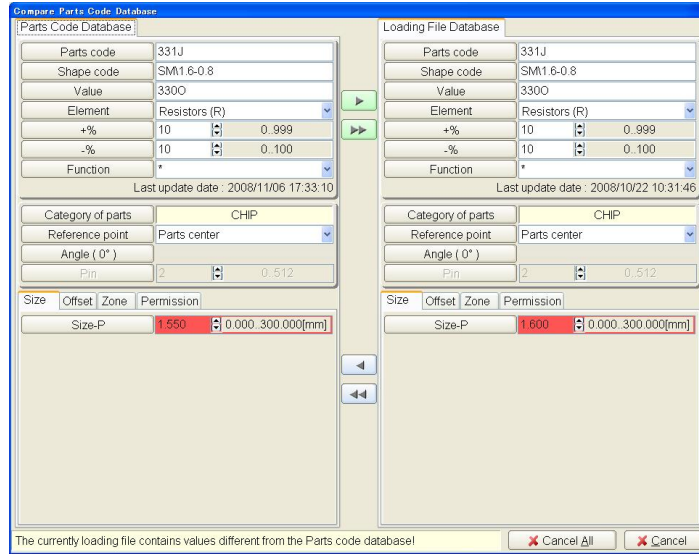 Compare Parts Code Database
Parts Code Database
Parts code 331J
Shape code SM\1.6-0.8
Value 330O
Element Resistors (R)
+% 10 0..999
-% 10 0..100
Function *
Last update date : 2008/11/06 17:33:10
Category of parts CHIP
Reference point Parts center
Angle ( 0° )
Pin 2 0..512
Size Offset Zone Permission
Size-P 1.550 0.000..300.000[mm]
Loading File Database
Parts code 331J
Shape code SM\1.6-0.8
Value 330O
Element Resistors (R)
+% 10 0..999
-% 10 0..100
Function *
Last update date : 2008/10/22 10:31:46
Category of parts CHIP
Reference point Parts center
Angle ( 0° )
Pin 2 0..512
Size Offset Zone Permission
Size-P 1.600 0.000..300.000[mm]
The currently loading file contains values different from the Parts code database!
Cancel All Cancel